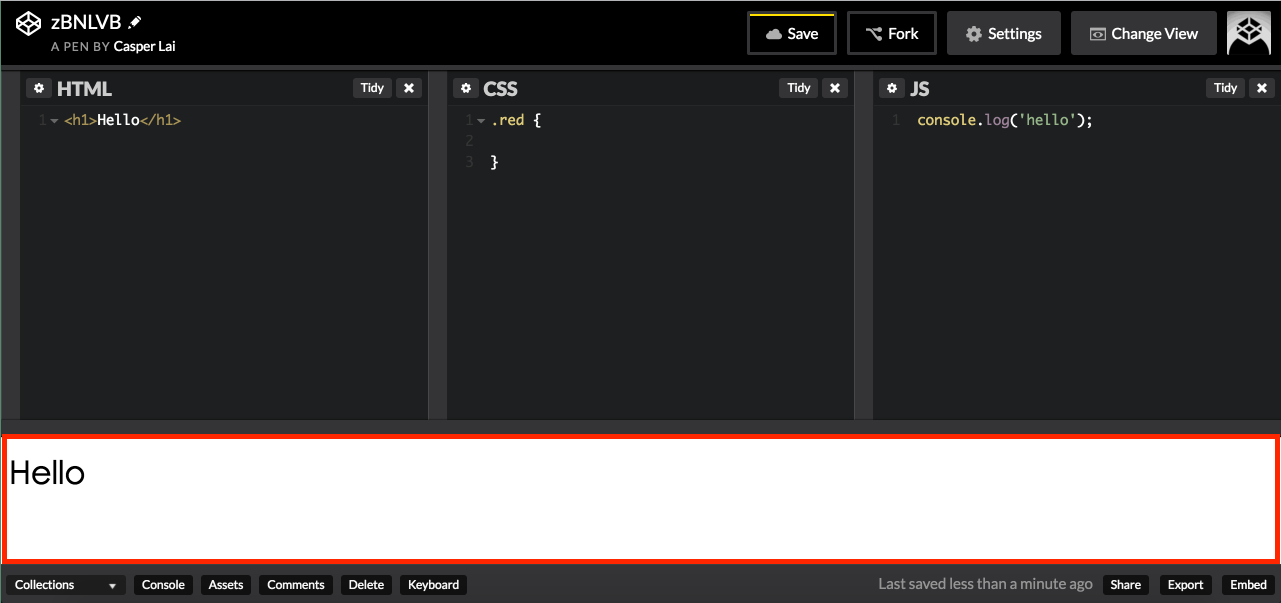 zBNLVB
A PEN BY Casper Lai
Save
Fork
Settings
Change View
HTML
Tidy
1 <h1>Hello</h1>
CSS
Tidy
1 .red {
2
3 }
JS
Tidy
1 console.log('hello');
Hello
Collections
Console
Assets
Comments
Delete
Keyboard
Last saved less than a minute ago
Share
Export
Embed